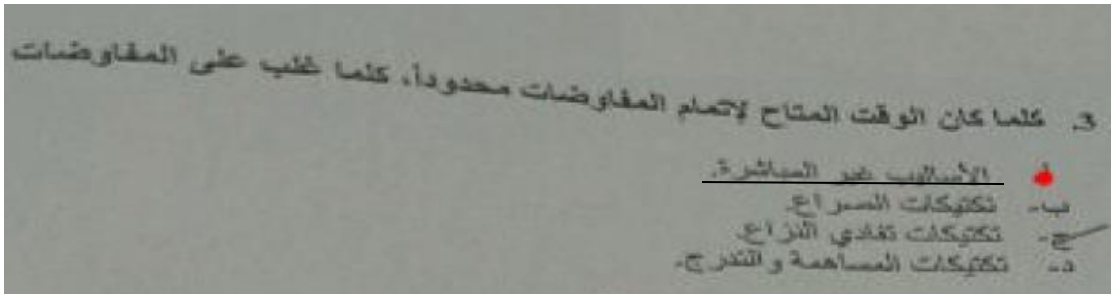 3. كلما كان الوقت المتاح لإتمام المفاوضات محدوداً، كلما غلب على المفاوضات
أ الأساليب غير المباشرة.
ب- تكتيكات الصراع.
ج- تكتيكات تفادي النزاع.
د- تكتيكات المساهمة والتدرج.